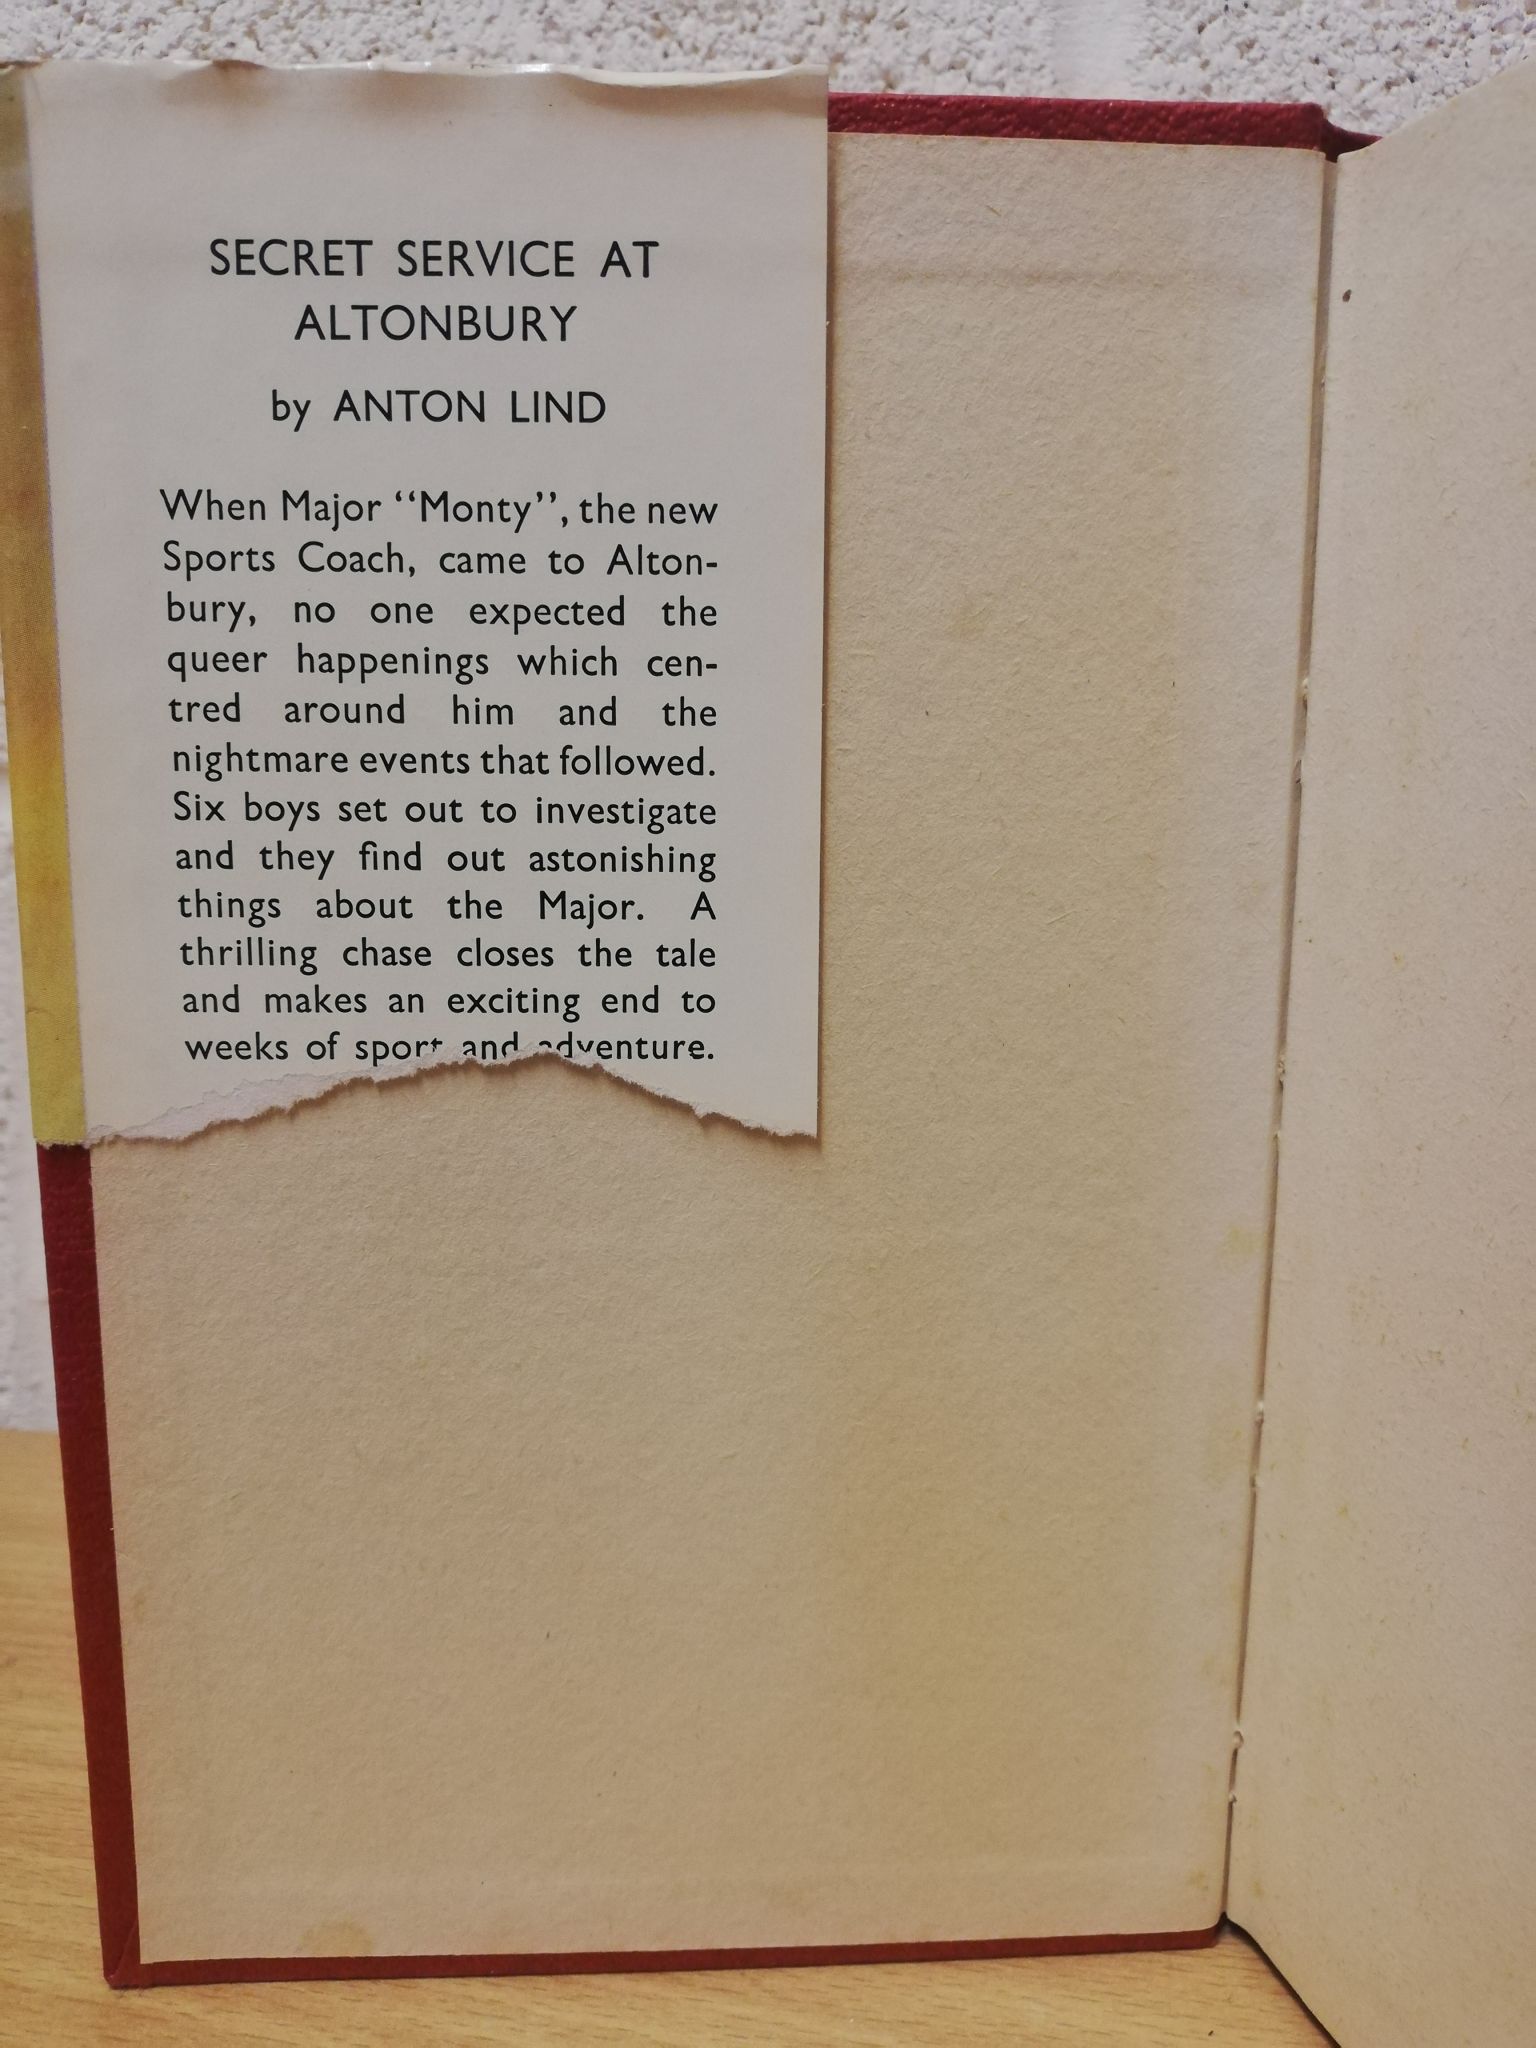 SECRET SERVICE AT
ALTONBURY
by ANTON LIND
When Major “Monty”, the new
Sports Coach, came to Alton-
bury, no one expected the
queer happenings which cen-
tred around him and the
nightmare events that followed.
Six boys set out to investigate
and they find out astonishing
things about the Major. A
thrilling chase closes the tale
and makes an exciting end to
weeks of sport and adventure.